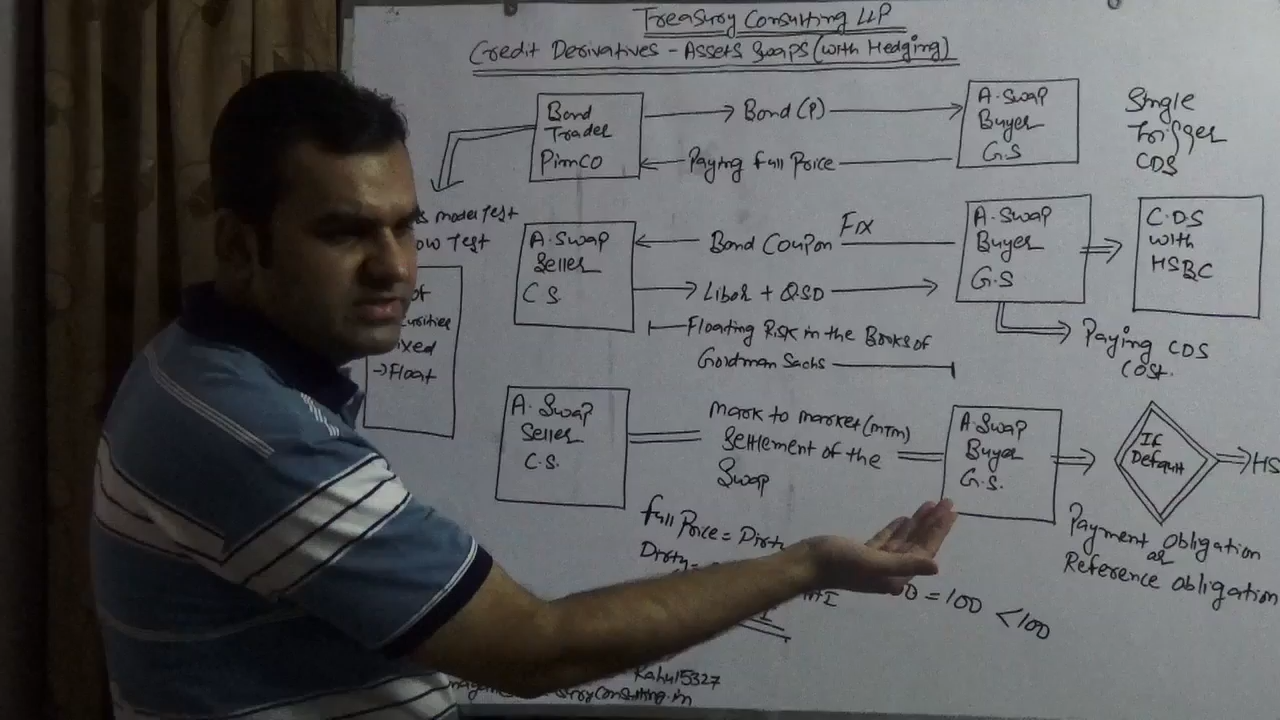 Treasury Consulting LLP
Credit Derivatives - Assets Swaps (with Hedging)
Bond
Trader
Pimco
Bond (P)
Paying full Price
A. Swap
Buyer
G.S
Single
Trigger
CDS
model Test
Test
A. Swap
Seller
C S.
Bond Coupon
Fix
Libor + QSD
A. Swap
Buyer
G.S
C.D.S
with
HSBC
Floating Risk in the Books of
Goldman Sachs
Paying CDS
Cost.
of
→ Float
A. Swap
Seller
C.S.
Mark to market (MTM)
Settlement of the
Swap
A. Swap
Buyer
G.S.
If
Default
HS
Payment obligation
or
Reference obligation
full Price =
= 100 < 100
Rahul5327